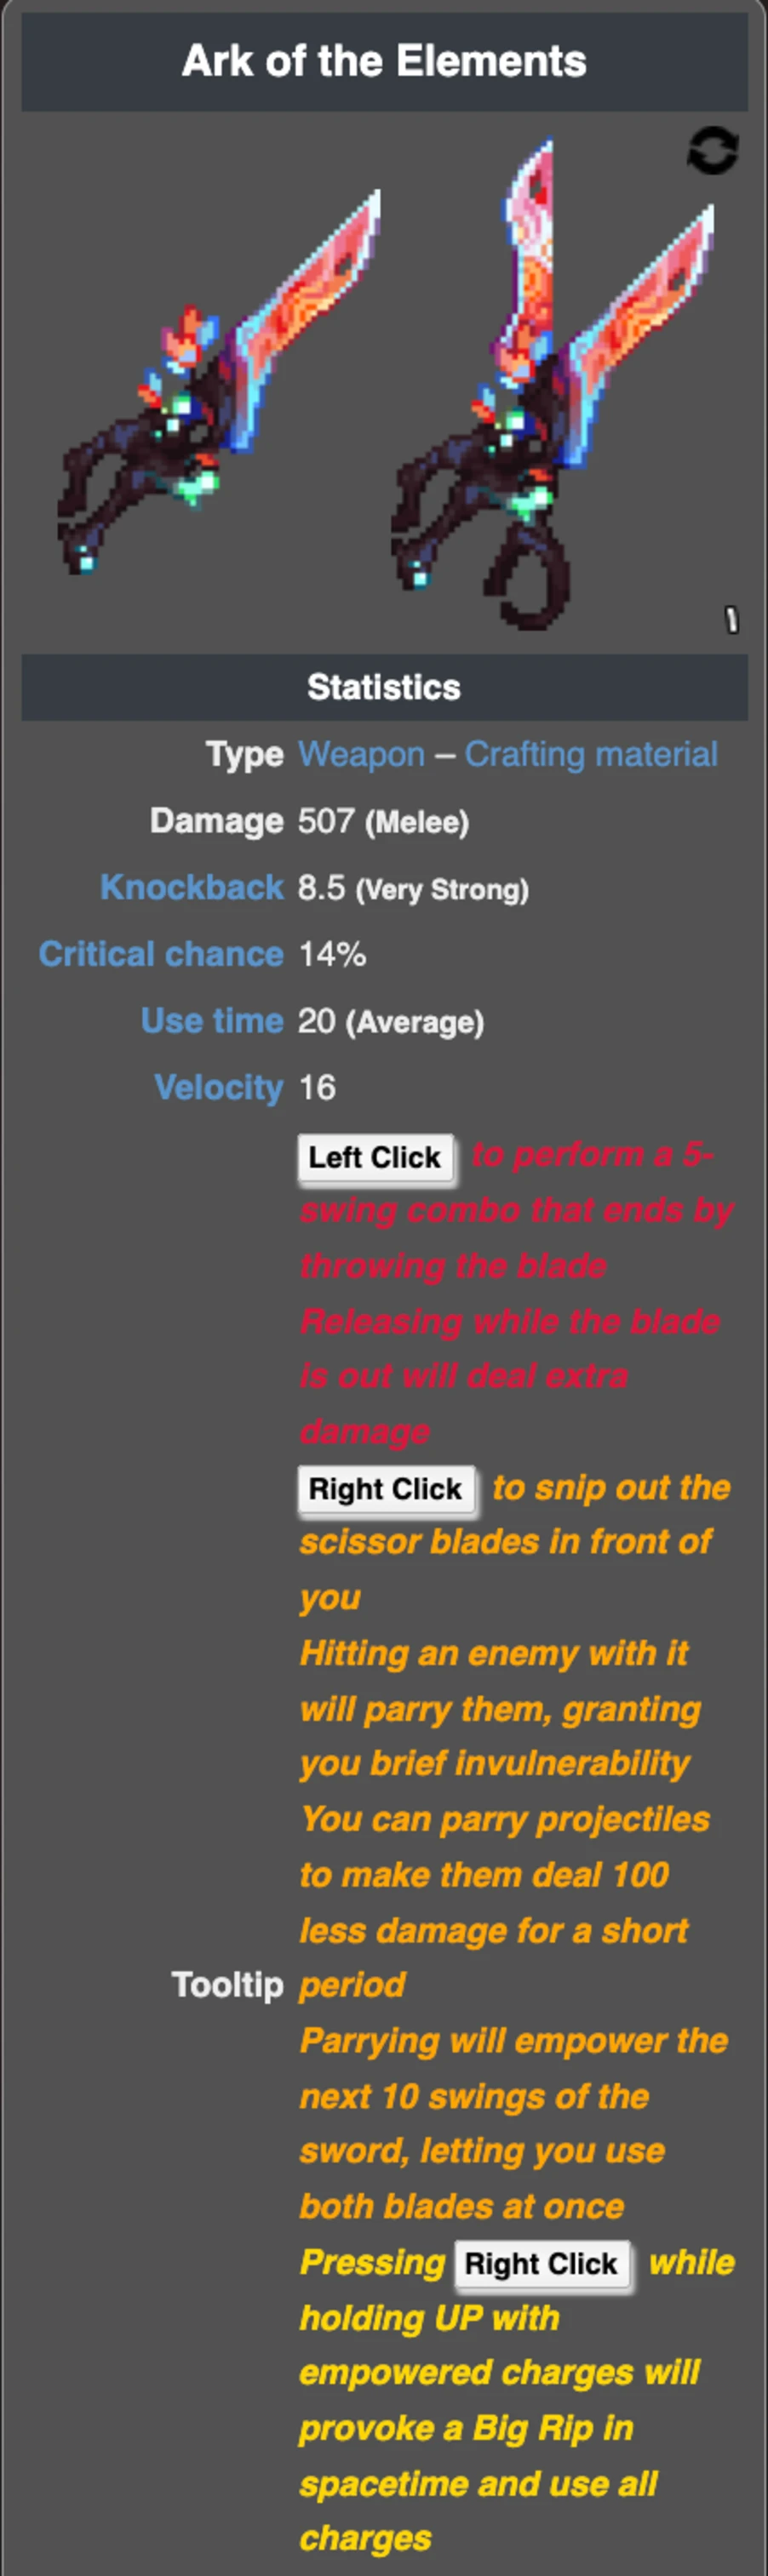 Ark of the Elements
Statistics
Type Weapon – Crafting material
Damage 507 (Melee)
Knockback 8.5 (Very Strong)
Critical chance 14%
Use time 20 (Average)
Velocity 16
Left Click to perform a 5-
swing combo that ends by
throwing the blade
Releasing while the blade
is out will deal extra
damage
Right Click to snip out the
scissor blades in front of
you
Hitting an enemy with it
will parry them, granting
you brief invulnerability
You can parry projectiles
to make them deal 100
less damage for a short
Tooltip period
Parrying will empower the
next 10 swings of the
sword, letting you use
both blades at once
Pressing Right Click while
holding UP with
empowered charges will
provoke a Big Rip in
spacetime and use all
charges